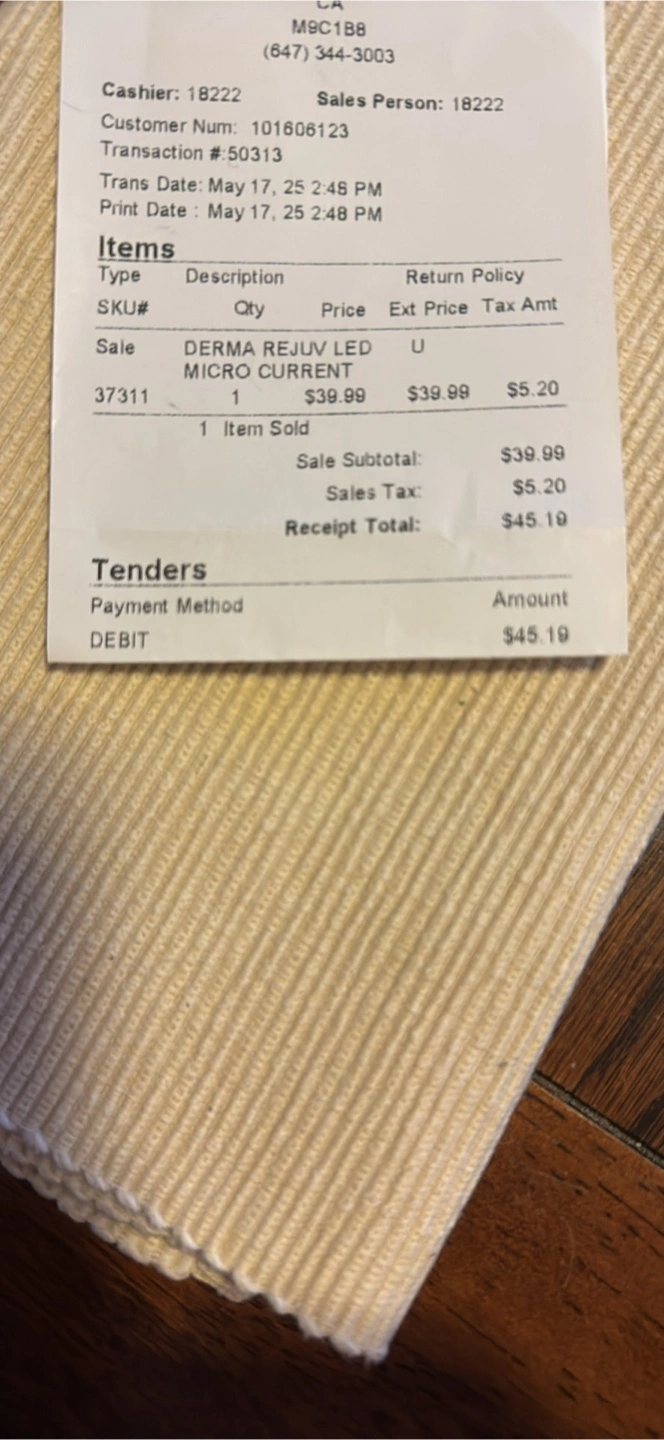 CA
M9C1B8
(647) 344-3003
Cashier: 18222 Sales Person: 18222
Customer Num: 101606123
Transaction #:50313
Trans Date: May 17, 25 2:48 PM
Print Date : May 17, 25 2:48 PM
Items
Type Description Return Policy
SKU# Qty Price Ext Price Tax Amt
Sale DERMA REJUV LED U
MICRO CURRENT
37311 1 $39.99 $39.99 $5.20
1 Item Sold
Sale Subtotal: $39.99
Sales Tax: $5.20
Receipt Total: $45.19
Tenders
Payment Method Amount
DEBIT $45.19